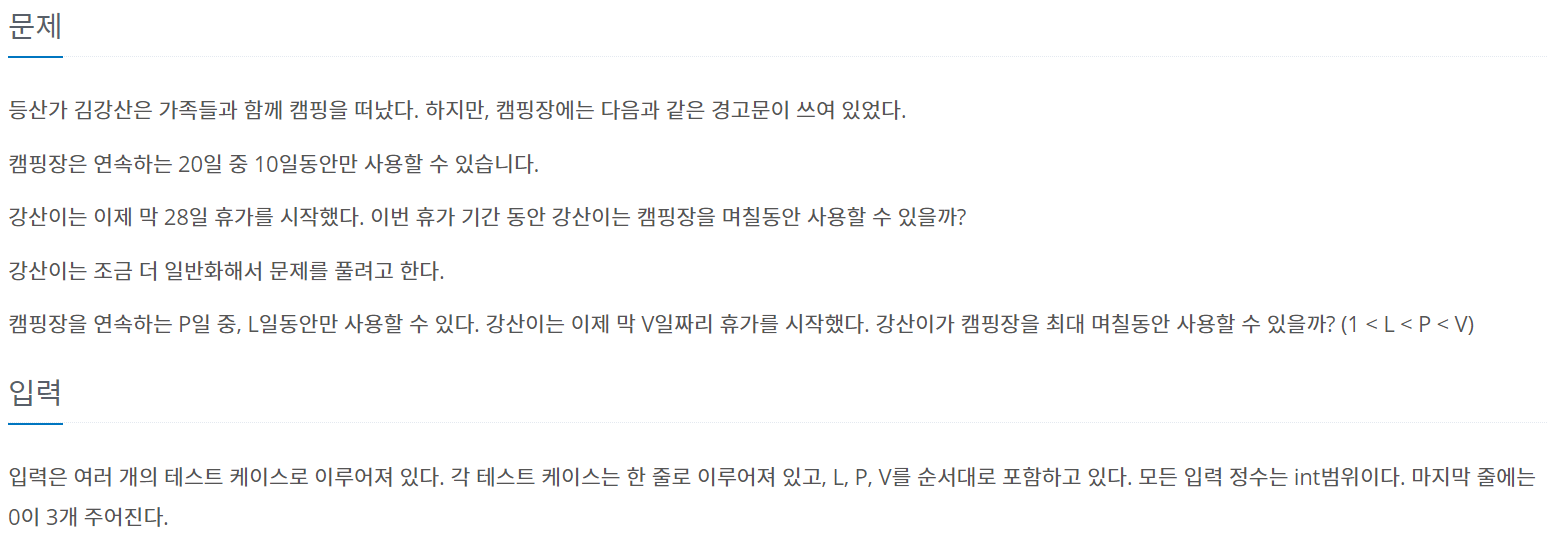 문제
등산가 김강산은 가족들과 함께 캠핑을 떠났다. 하지만, 캠핑장에는 다음과 같은 경고문이 쓰여 있었다.
캠핑장은 연속하는 20일 중 10일동안만 사용할 수 있습니다.
강산이는 이제 막 28일 휴가를 시작했다. 이번 휴가 기간 동안 강산이는 캠핑장을 며칠동안 사용할 수 있을까?
강산이는 조금 더 일반화해서 문제를 풀려고 한다.
캠핑장을 연속하는 P일 중, L일동안만 사용할 수 있다. 강산이는 이제 막 V일짜리 휴가를 시작했다. 강산이가 캠핑장을 최대 며칠동안 사용할 수 있을까? (1 < L < P < V)
입력
입력은 여러 개의 테스트 케이스로 이루어져 있다. 각 테스트 케이스는 한 줄로 이루어져 있고, L, P, V를 순서대로 포함하고 있다. 모든 입력 정수는 int범위이다. 마지막 줄에는
0이 3개 주어진다.